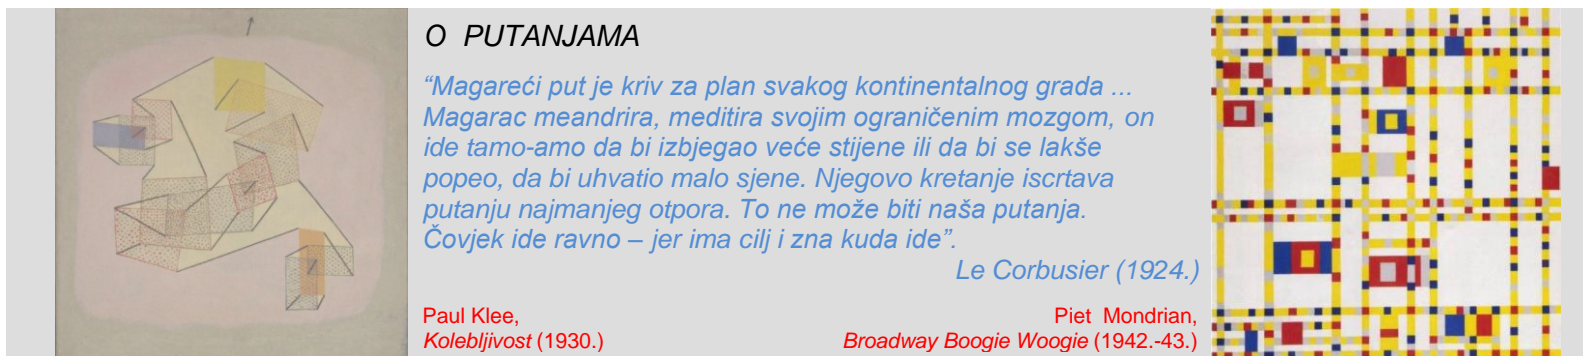 O PUTANJAMA
“Magareći put je kriv za plan svakog kontinentalnog grada ...
Magarac meandrira, meditira svojim ograničenim mozgom, on
ide tamo-amo da bi izbjegao veće stijene ili da bi se lakše
popeo, da bi uhvatio malo sjene. Njegovo kretanje iscrtava
putanju najmanjeg otpora. To ne može biti naša putanja.
Čovjek ide ravno – jer ima cilj i zna kuda ide”.
Le Corbusier (1924.)
Paul Klee,
Kolebljivost (1930.)
Piet Mondrian,
Broadway Boogie Woogie (1942.-43.)